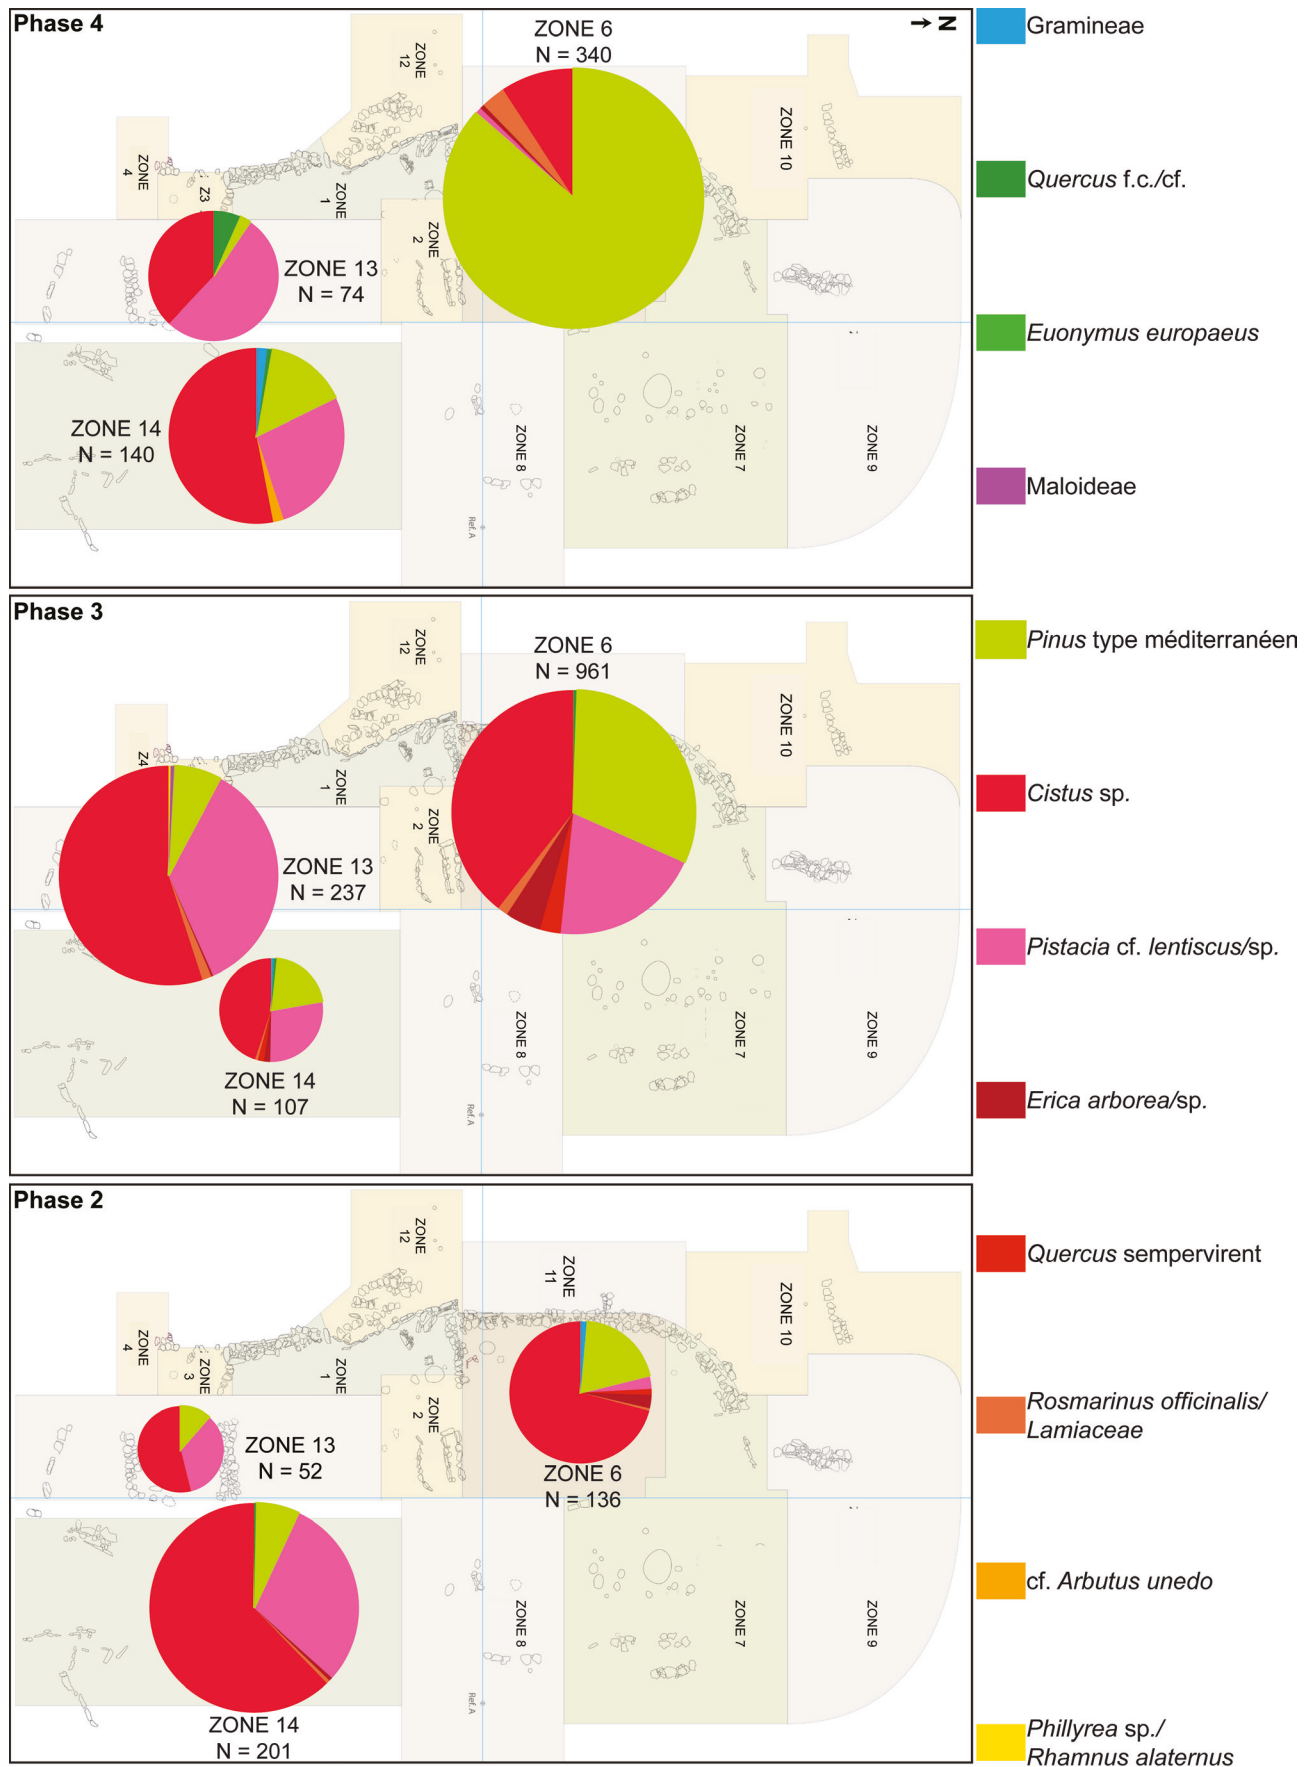 Phase 4
→ N
ZONE 6
N = 340
ZONE
12
ZONE 10
ZONE
4
Z3
ZONE
1
ZONE
2
ZONE 13
N = 74
ZONE 14
N = 140
ZONE 8
ZONE 7
ZONE 9
Ref. A
Phase 3
ZONE 6
N = 961
ZONE
12
ZONE 10
Z4
ZONE
1
ZONE
2
ZONE 13
N = 237
ZONE 14
N = 107
ZONE 8
ZONE 7
ZONE 9
Ref. A
Phase 2
ZONE
12
ZONE
11
ZONE 10
ZONE
4
ZONE
3
ZONE
1
ZONE
2
ZONE 13
N = 52
ZONE 6
N = 136
ZONE 14
N = 201
ZONE 8
ZONE 7
ZONE 9
Ref. A
Gramineae
Quercus f.c./cf.
Euonymus europaeus
Maloideae
Pinus type méditerranéen
Cistus sp.
Pistacia cf. lentiscus/sp.
Erica arborea/sp.
Quercus sempervirent
Rosmarinus officinalis/
Lamiaceae
cf. Arbutus unedo
Phillyrea sp./
Rhamnus alaternus